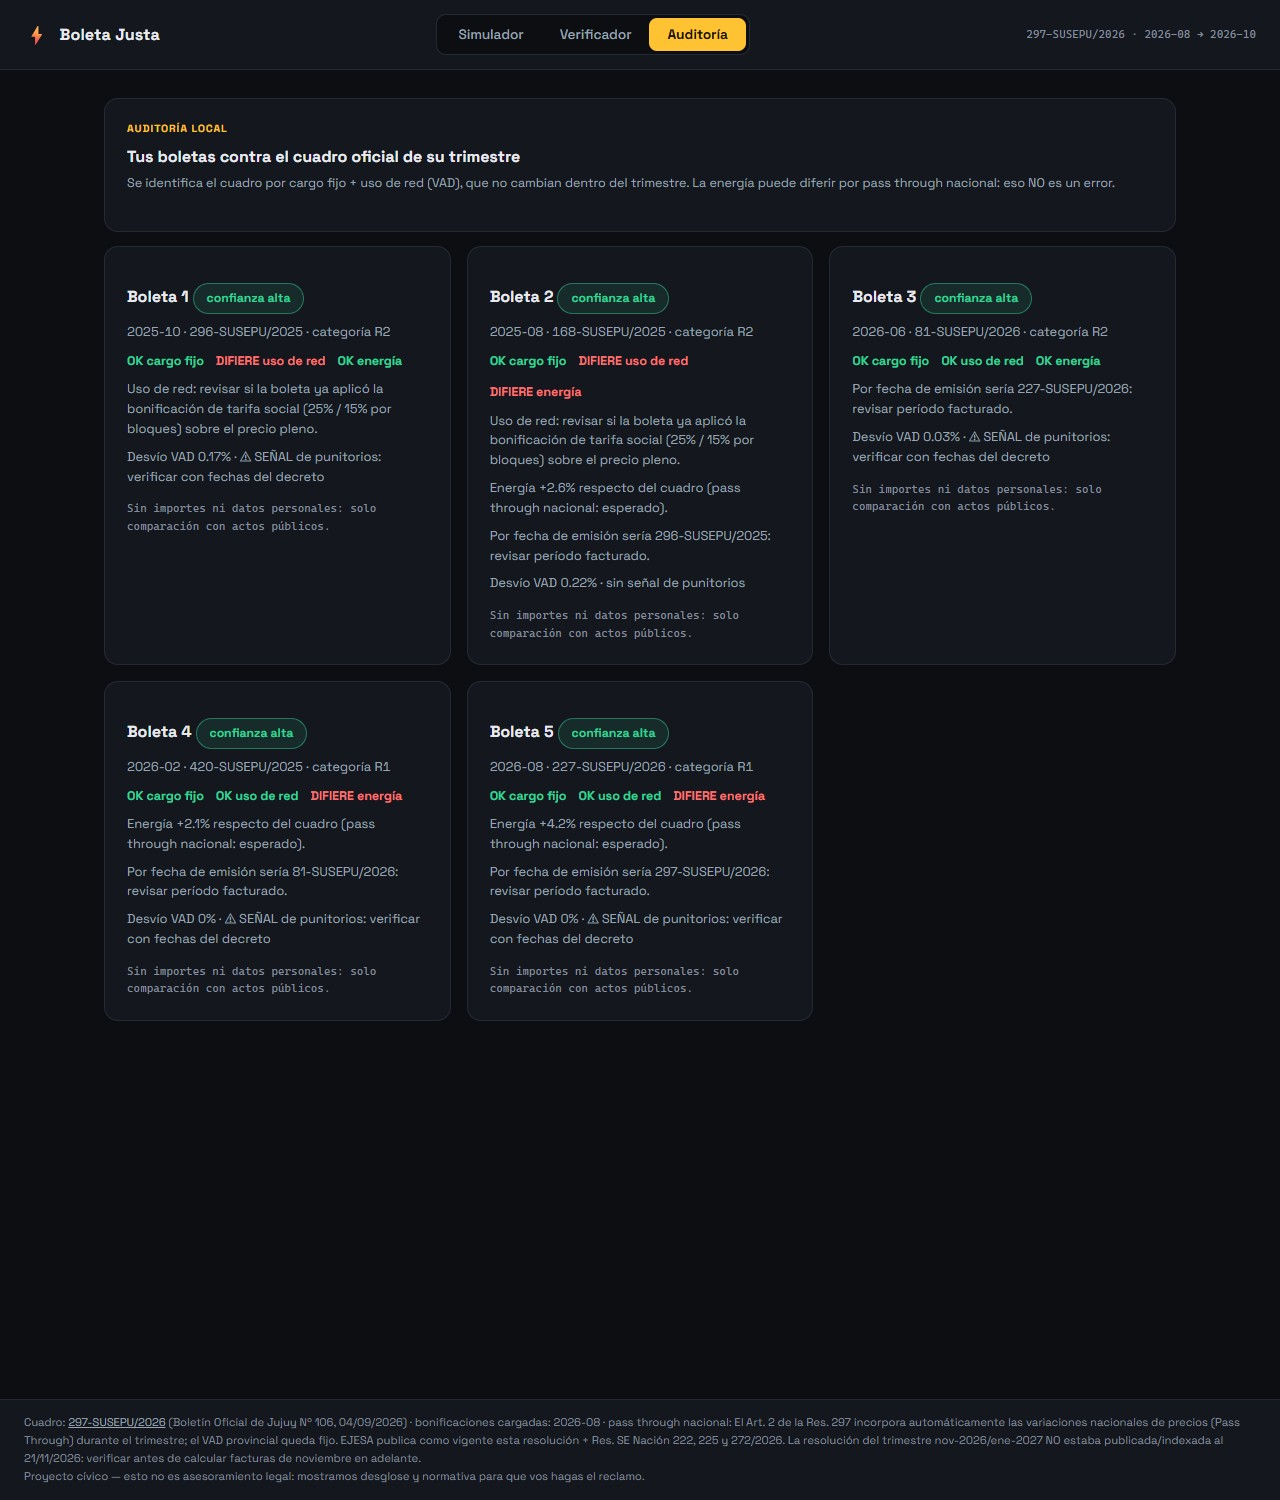 Boleta Justa
Simulador
Verificador
Auditoría
297-SUSEPU/2026 · 2026-08 → 2026-10
AUDITORÍA LOCAL
Tus boletas contra el cuadro oficial de su trimestre
Se identifica el cuadro por cargo fijo + uso de red (VAD), que no cambian dentro del trimestre. La energía puede diferir por pass through nacional: eso NO es un error.
Boleta 1 confianza alta
2025-10 · 296-SUSEPU/2025 · categoría R2
OK cargo fijo DIFIERE uso de red OK energía
Uso de red: revisar si la boleta ya aplicó la
bonificación de tarifa social (25% / 15% por
bloques) sobre el precio pleno.
Desvío VAD 0.17% · ⚠ SEÑAL de punitorios:
verificar con fechas del decreto
Sin importes ni datos personales: solo
comparación con actos públicos.
Boleta 2 confianza alta
2025-08 · 168-SUSEPU/2025 · categoría R2
OK cargo fijo DIFIERE uso de red
DIFIERE energía
Uso de red: revisar si la boleta ya aplicó la
bonificación de tarifa social (25% / 15% por
bloques) sobre el precio pleno.
Energía +2.6% respecto del cuadro (pass
through nacional: esperado).
Por fecha de emisión sería 296-SUSEPU/2025:
revisar período facturado.
Desvío VAD 0.22% · sin señal de punitorios
Sin importes ni datos personales: solo
comparación con actos públicos.
Boleta 3 confianza alta
2026-06 · 81-SUSEPU/2026 · categoría R2
OK cargo fijo OK uso de red OK energía
Por fecha de emisión sería 227-SUSEPU/2026:
revisar período facturado.
Desvío VAD 0.03% · ⚠ SEÑAL de punitorios:
verificar con fechas del decreto
Sin importes ni datos personales: solo
comparación con actos públicos.
Boleta 4 confianza alta
2026-02 · 420-SUSEPU/2025 · categoría R1
OK cargo fijo OK uso de red DIFIERE energía
Energía +2.1% respecto del cuadro (pass
through nacional: esperado).
Por fecha de emisión sería 81-SUSEPU/2026:
revisar período facturado.
Desvío VAD 0% · ⚠ SEÑAL de punitorios: verificar
con fechas del decreto
Sin importes ni datos personales: solo
comparación con actos públicos.
Boleta 5 confianza alta
2026-08 · 227-SUSEPU/2026 · categoría R1
OK cargo fijo OK uso de red DIFIERE energía
Energía +4.2% respecto del cuadro (pass
through nacional: esperado).
Por fecha de emisión sería 297-SUSEPU/2026:
revisar período facturado.
Desvío VAD 0% · ⚠ SEÑAL de punitorios: verificar
con fechas del decreto
Sin importes ni datos personales: solo
comparación con actos públicos.
Cuadro: 297-SUSEPU/2026 (Boletín Oficial de Jujuy Nº 106, 04/09/2026) · bonificaciones cargadas: 2026-08 · pass through nacional: El Art. 2 de la Res. 297 incorpora automáticamente las variaciones nacionales de precios (Pass
Through) durante el trimestre; el VAD provincial queda fijo. EJESA publica como vigente esta resolución + Res. SE Nación 222, 225 y 272/2026. La resolución del trimestre nov-2026/ene-2027 NO estaba publicada/indexada al
21/11/2026: verificar antes de calcular facturas de noviembre en adelante.
Proyecto cívico — esto no es asesoramiento legal: mostramos desglose y normativa para que vos hagas el reclamo.